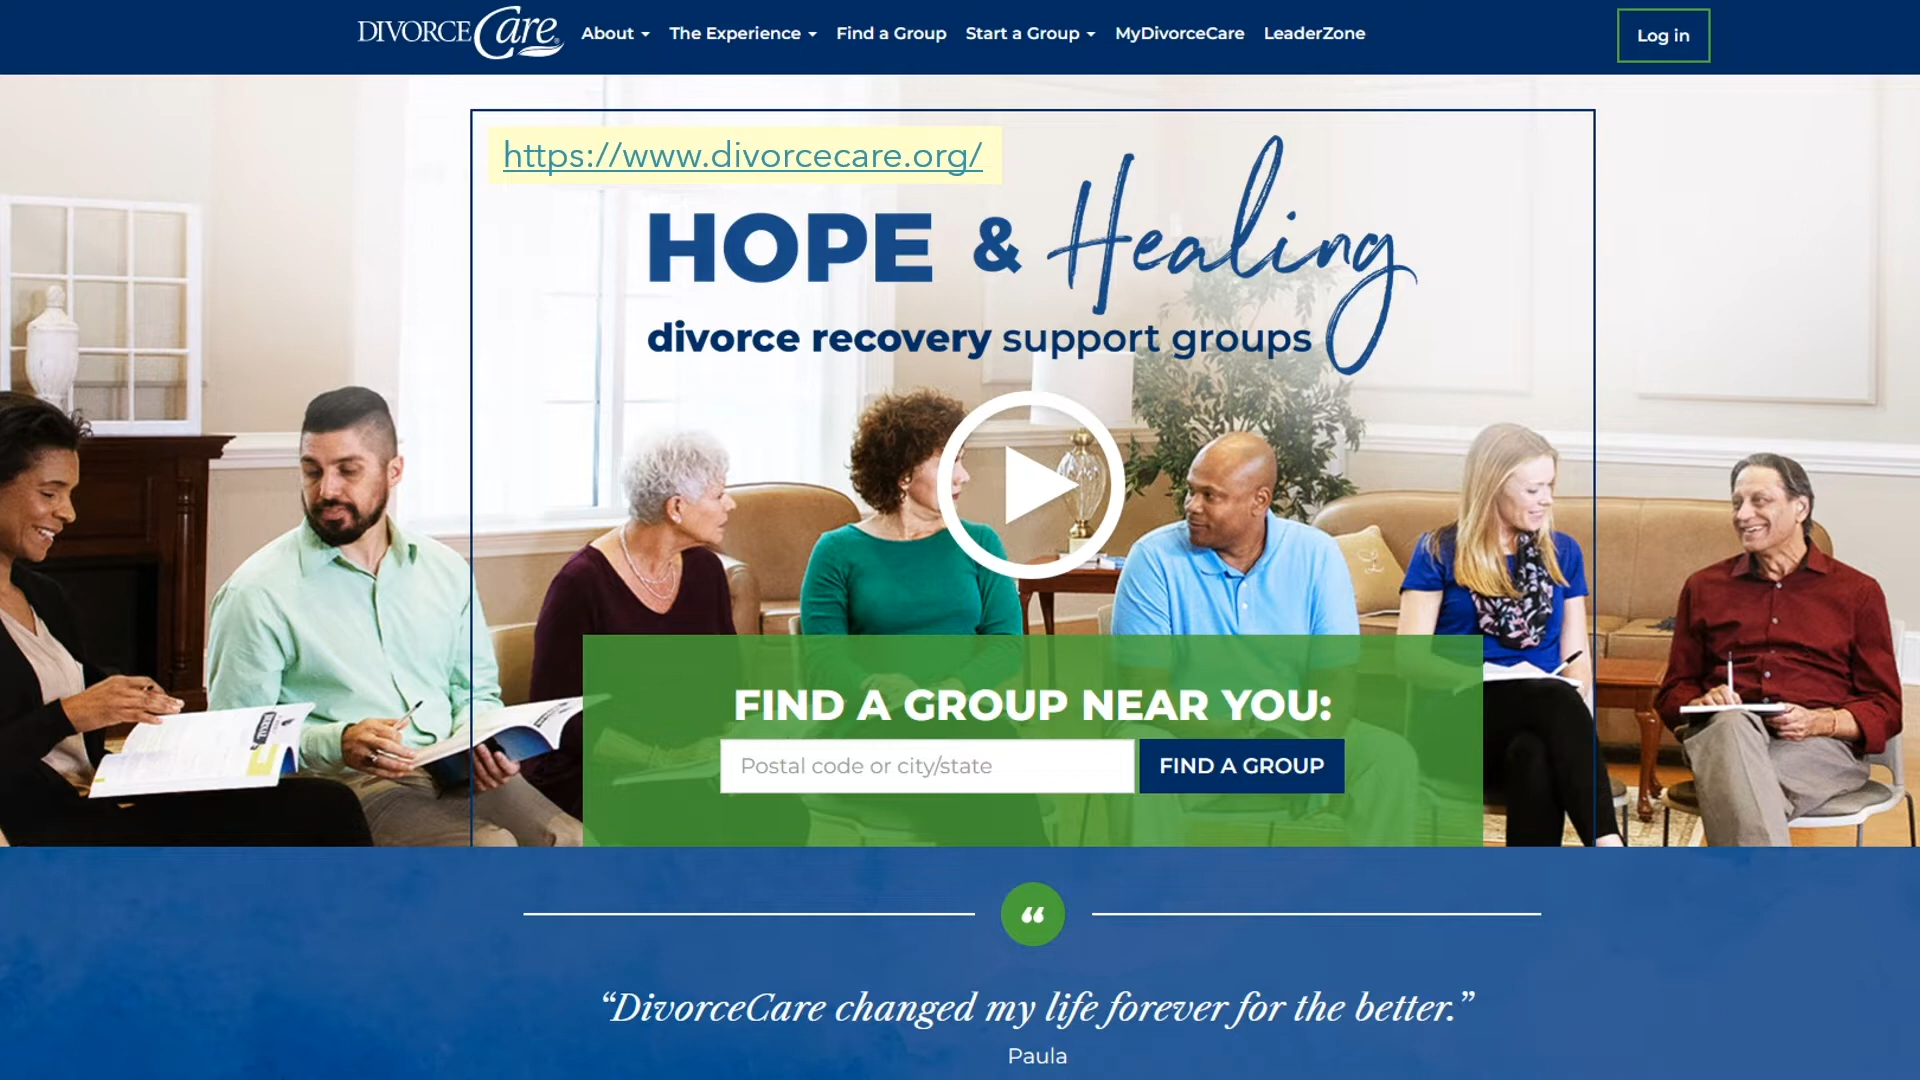 DIVORCE Care
About
The Experience
Find a Group
Start a Group
MyDivorceCare
LeaderZone
Log in
https://www.divorcecare.org/
HOPE & Healing
divorce recovery support groups
FIND A GROUP NEAR YOU:
Postal code or city/state
FIND A GROUP
“
“DivorceCare changed my life forever for the better.”
Paula